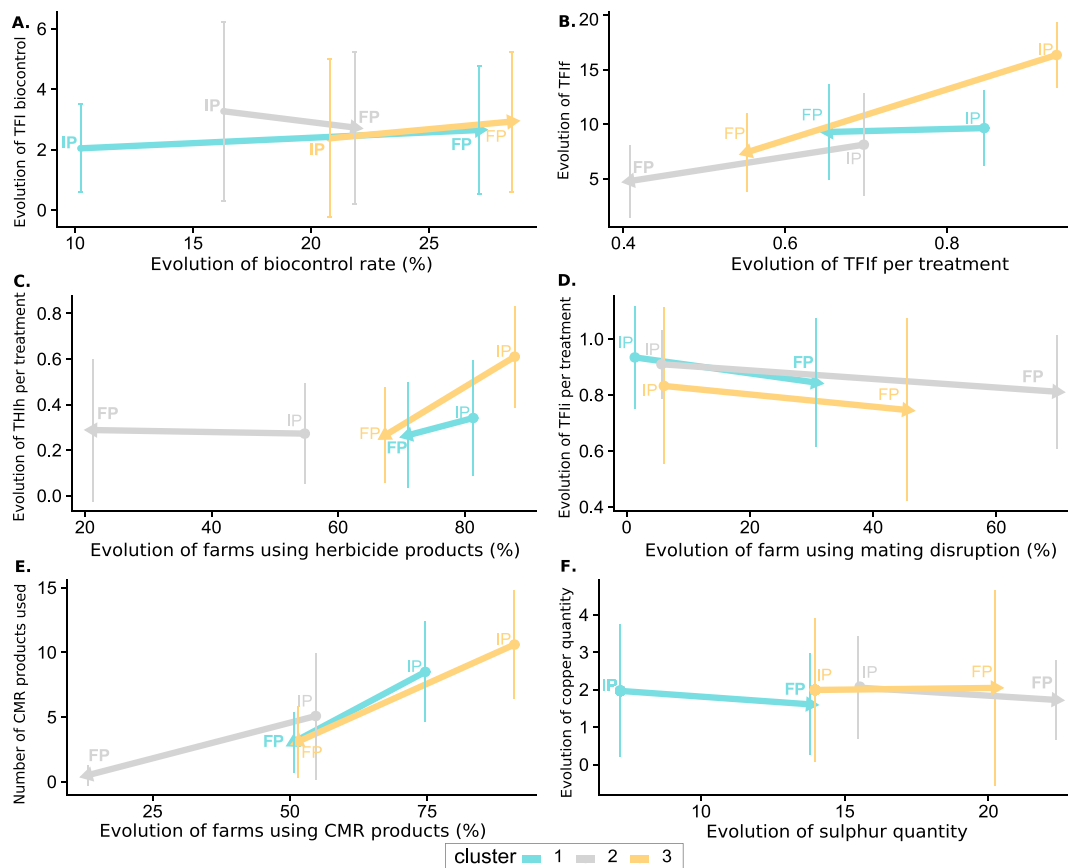 A.
Evolution of TFI biocontrol
6
4
2
0
IP
IP
FP
IP
FP
FP
10
15
20
25
Evolution of biocontrol rate (%)
B.
Evolution of TFIf
20
15
10
5
IP
FP
IP
FP
IP
FP
0.4
0.6
0.8
Evolution of TFIf per treatment
C.
Evolution of THIh per treatment
0.8
0.6
0.4
0.2
0.0
IP
FP
IP
IP
FP
FP
20
40
60
80
Evolution of farms using herbicide products (%)
D.
Evolution of TFIi per treatment
1.0
0.8
0.6
0.4
IP
IP
FP
FP
IP
FP
0
20
40
60
Evolution of farm using mating disruption (%)
E.
Number of CMR products used
15
10
5
0
IP
IP
IP
FP
FP
FP
25
50
75
Evolution of farms using CMR products (%)
F.
Evolution of copper quantity
4
3
2
1
0
IP
FP
IP
IP
FP
FP
10
15
20
Evolution of sulphur quantity
cluster 1 2 3